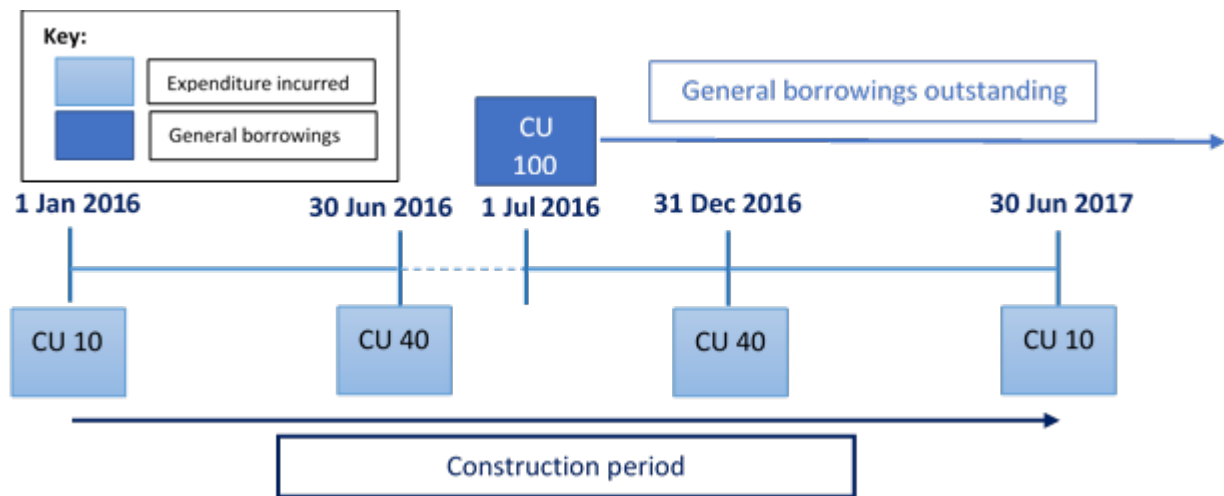 Key:
Expenditure incurred
General borrowings
General borrowings outstanding
CU
100
1 Jan 2016
30 Jun 2016
1 Jul 2016
31 Dec 2016
30 Jun 2017
CU 10
CU 40
CU 40
CU 10
Construction period